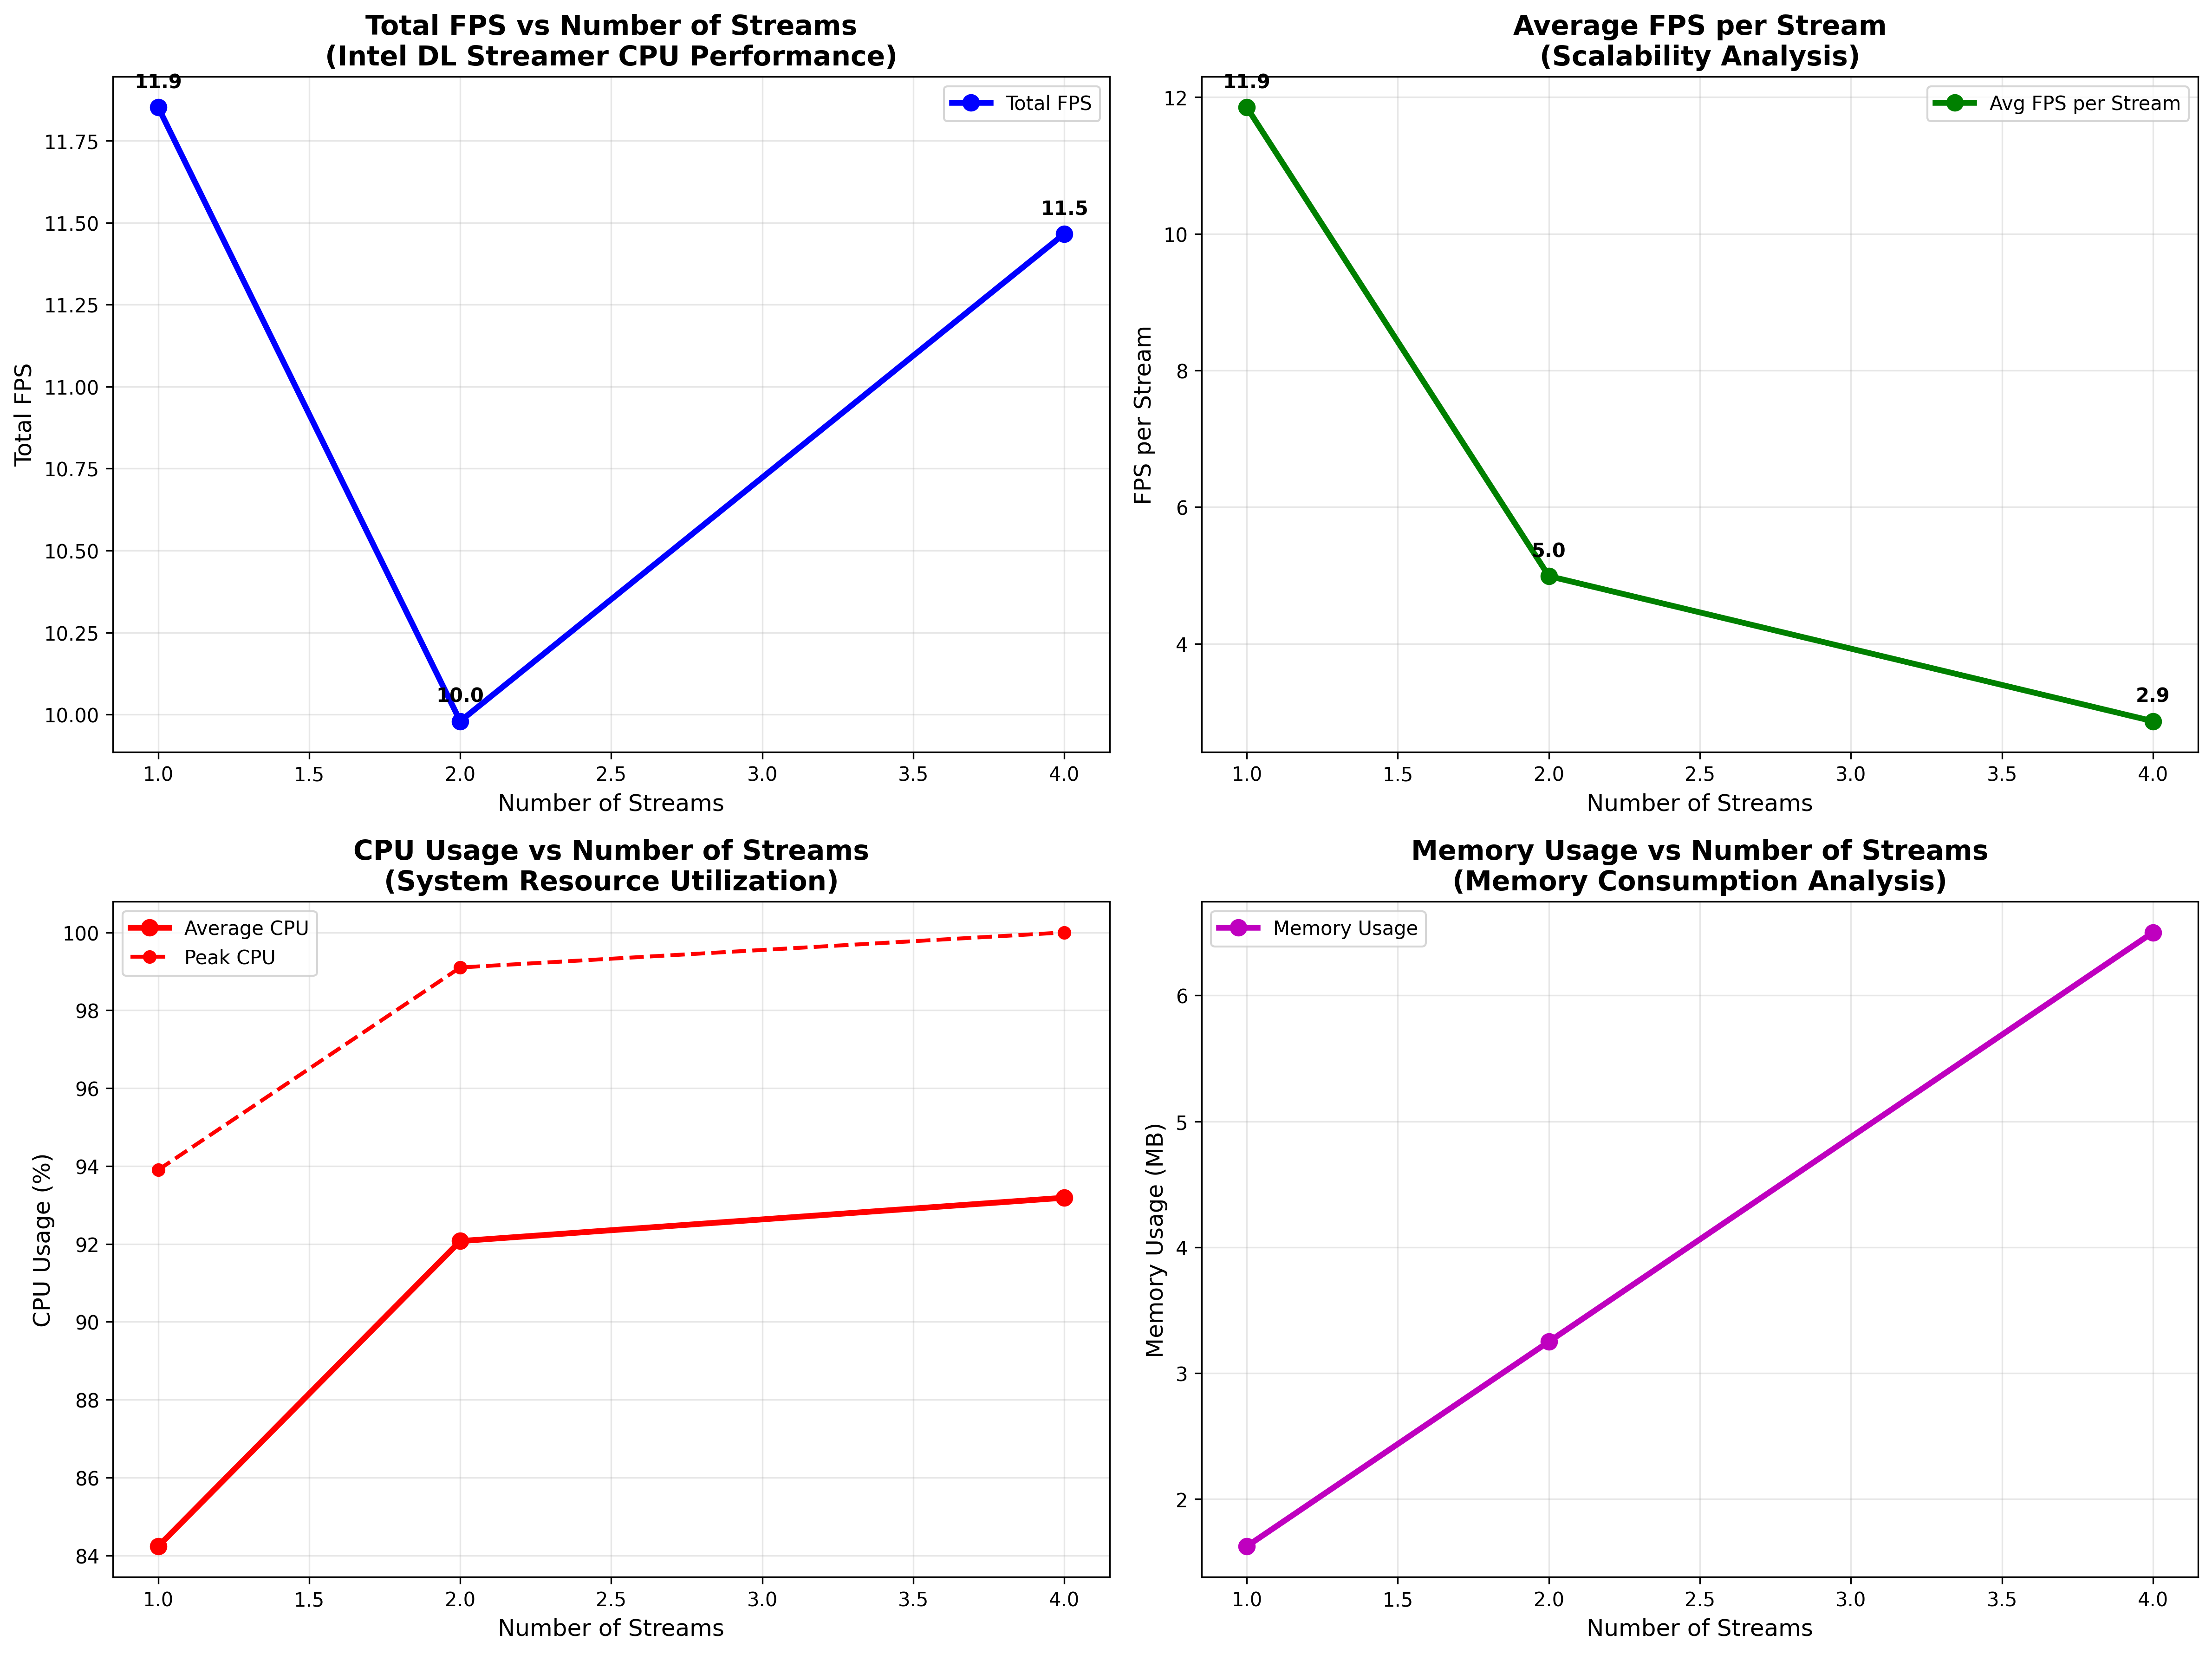 Total FPS vs Number of Streams
(Intel DL Streamer CPU Performance)
11.9
Total FPS
11.75
11.50
11.5
11.25
11.00
10.75
10.50
10.25
10.00
10.0
Total FPS
1.0 1.5 2.0 2.5 3.0 3.5 4.0
Number of Streams
Average FPS per Stream
(Scalability Analysis)
11.9
Avg FPS per Stream
12
10
8
6
4
5.0
2.9
FPS per Stream
1.0 1.5 2.0 2.5 3.0 3.5 4.0
Number of Streams
CPU Usage vs Number of Streams
(System Resource Utilization)
Average CPU
Peak CPU
100
98
96
94
92
90
88
86
84
CPU Usage (%)
1.0 1.5 2.0 2.5 3.0 3.5 4.0
Number of Streams
Memory Usage vs Number of Streams
(Memory Consumption Analysis)
Memory Usage
6
5
4
3
2
Memory Usage (MB)
1.0 1.5 2.0 2.5 3.0 3.5 4.0
Number of Streams